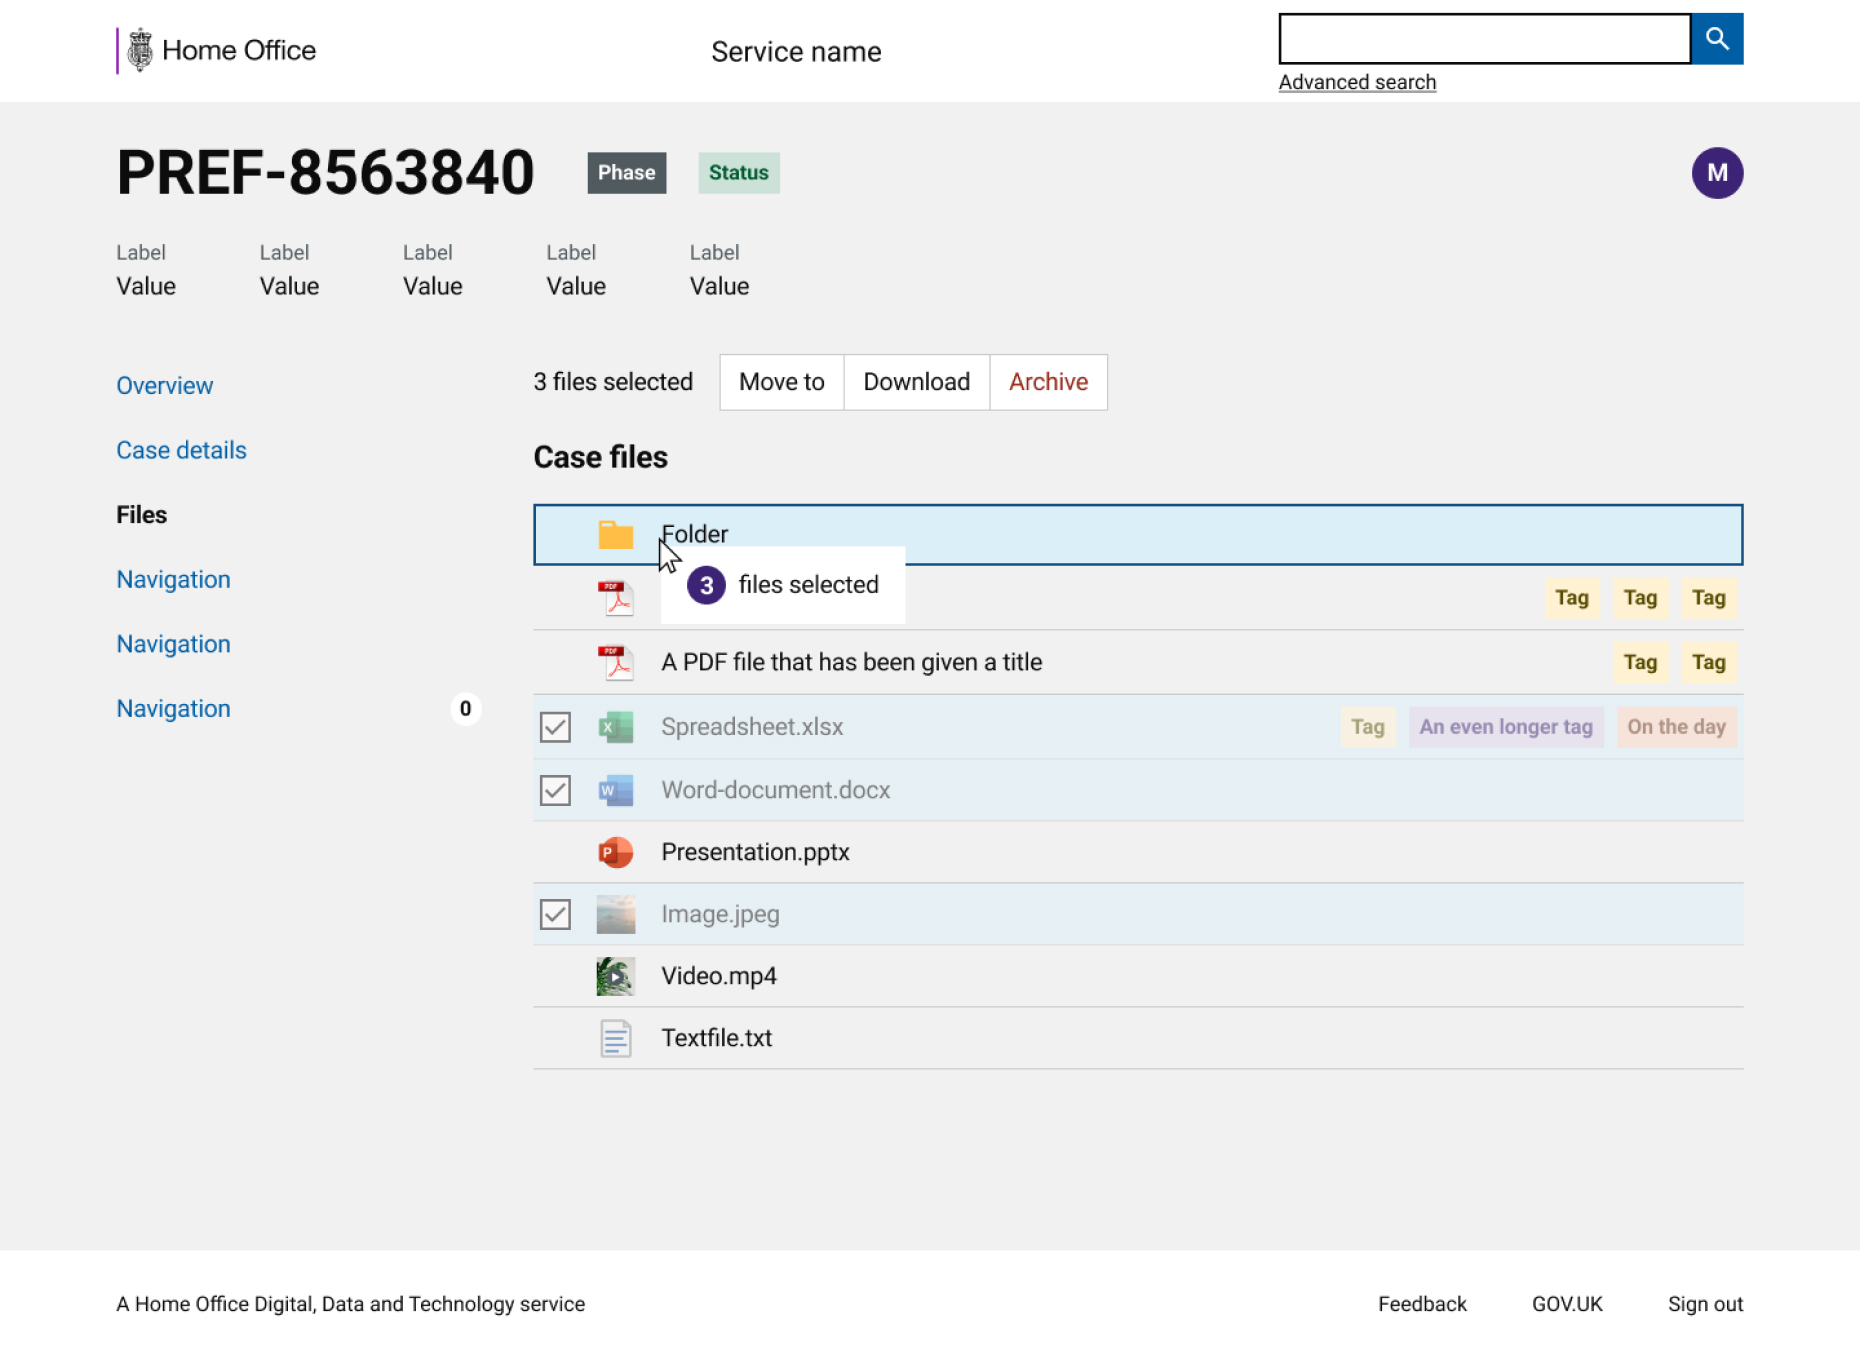 Home Office
Service name
Advanced search
PREF-8563840 Phase Status M
Label Label Label Label Label
Value Value Value Value Value
3 files selected Move to Download Archive
Overview
Case details
Files
Navigation
Navigation
Navigation 0
Case files
Folder
3 files selected
PDF Tag Tag Tag
PDF A PDF file that has been given a title Tag Tag
X Spreadsheet.xlsx Tag An even longer tag On the day
W Word-document.docx
P Presentation.pptx
Image.jpeg
Video.mp4
Textfile.txt
A Home Office Digital, Data and Technology service Feedback GOV.UK Sign out